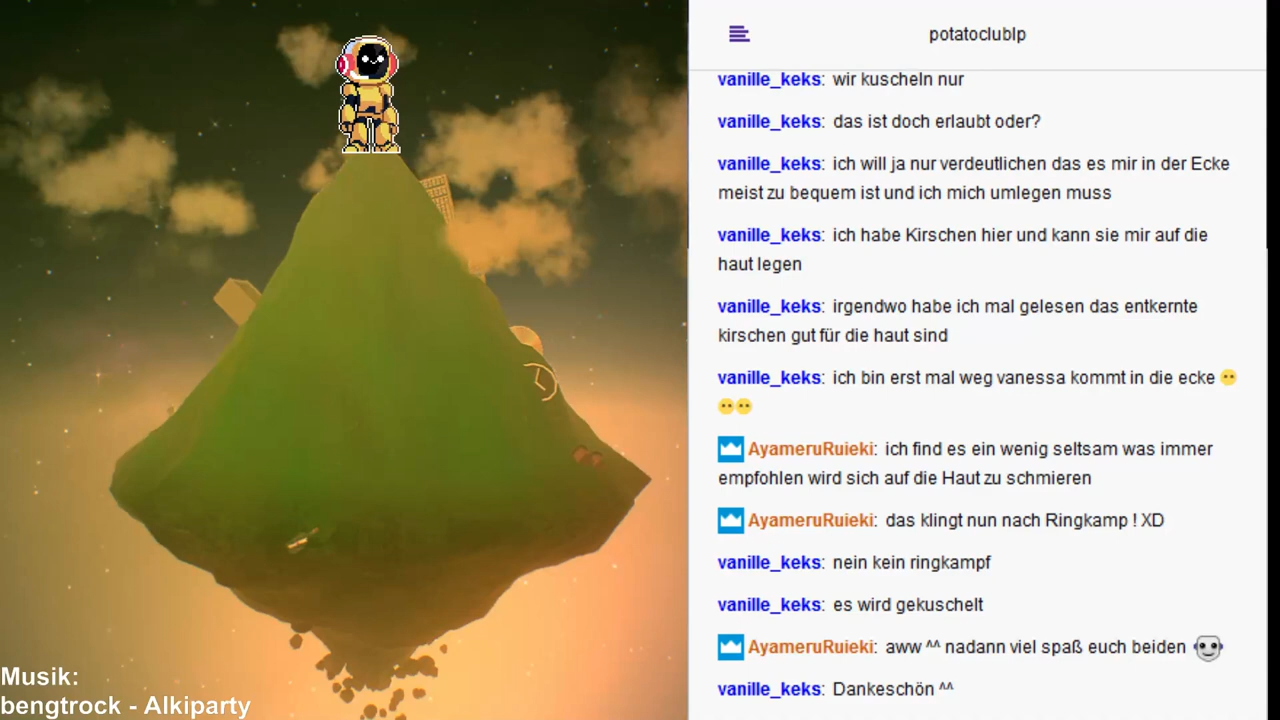 potatoclublp
vanille_keks: wir kuscheln nur
vanille_keks: das ist doch erlaubt oder?
vanille_keks: ich will ja nur verdeutlichen das es mir in der Ecke
meist zu bequem ist und ich mich umlegen muss
vanille_keks: ich habe Kirschen hier und kann sie mir auf die
haut legen
vanille_keks: irgendwo habe ich mal gelesen das entkernte
kirschen gut für die haut sind
vanille_keks: ich bin erst mal weg vanessa kommt in die ecke
AyameruRuieki: ich find es ein wenig seltsam was immer
empfohlen wird sich auf die Haut zu schmieren
AyameruRuieki: das klingt nun nach Ringkamp ! XD
vanille_keks: nein kein ringkampf
vanille_keks: es wird gekuschelt
AyameruRuieki: aww ^^ nadann viel spaß euch beiden
vanille_keks: Dankeschön ^^
Musik:
bengtrock - Alkiparty